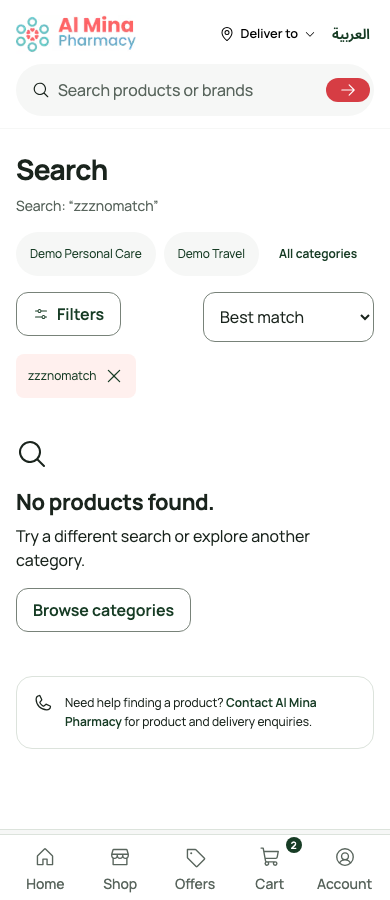 Al Mina
Pharmacy
Deliver to
العربية
Search products or brands
Search
Search: “zzznomatch”
Demo Personal Care
Demo Travel
All categories
Filters
Best match
zzznomatch
No products found.
Try a different search or explore another
category.
Browse categories
Need help finding a product? Contact Al Mina
Pharmacy for product and delivery enquiries.
2
Home
Shop
Offers
Cart
Account